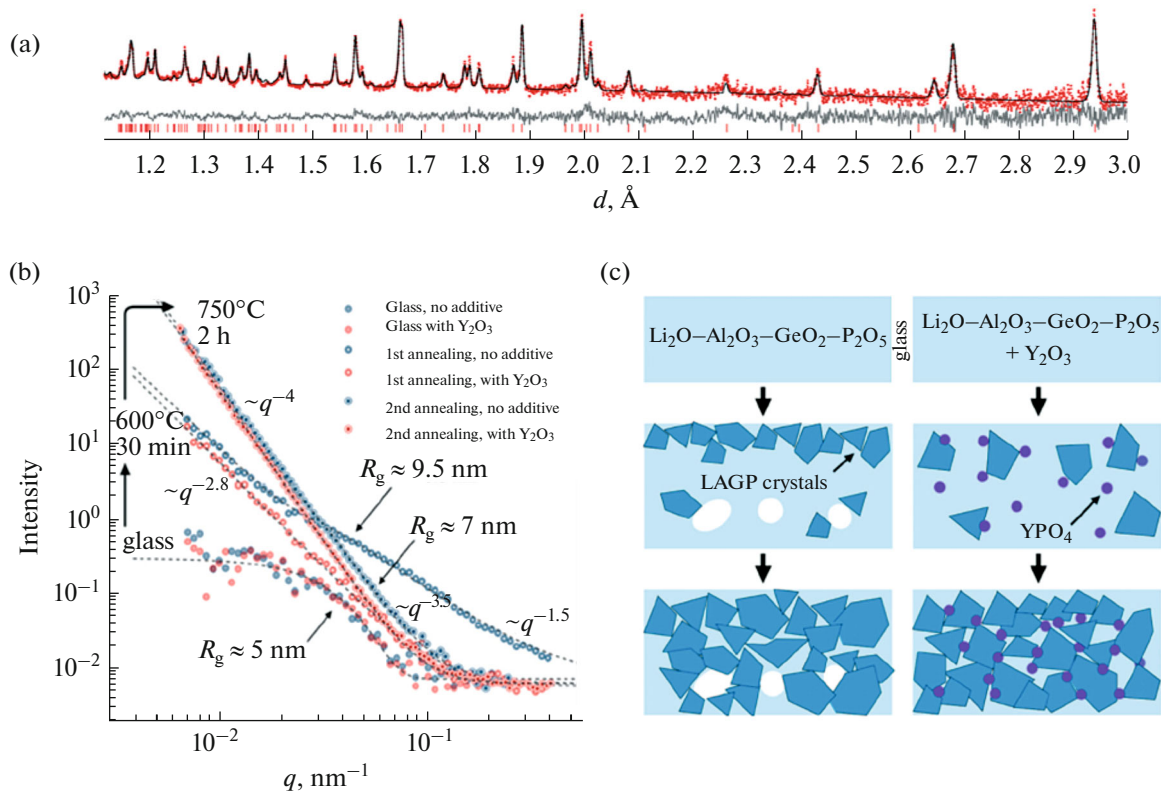 (a)
1.2 1.3 1.4 1.5 1.6 1.7 1.8 1.9 2.0 2.1 2.2 2.3 2.4 2.5 2.6 2.7 2.8 2.9 3.0
d, Å
(b)
10³
10²
10¹
10⁰
10⁻¹
10⁻²
Intensity
750°C
2 h
600°C
30 min
glass
~q⁻⁴
~q⁻²·⁸
~q⁻³·⁵
~q⁻¹·⁵
Rg ≈ 9.5 nm
Rg ≈ 7 nm
Rg ≈ 5 nm
Glass, no additive
Glass with Y₂O₃
1st annealing, no additive
1st annealing, with Y₂O₃
2nd annealing, no additive
2nd annealing, with Y₂O₃
10⁻² 10⁻¹
q, nm⁻¹
(c)
Li₂O–Al₂O₃–GeO₂–P₂O₅
glass
Li₂O–Al₂O₃–GeO₂–P₂O₅
+ Y₂O₃
LAGP crystals
YPO₄